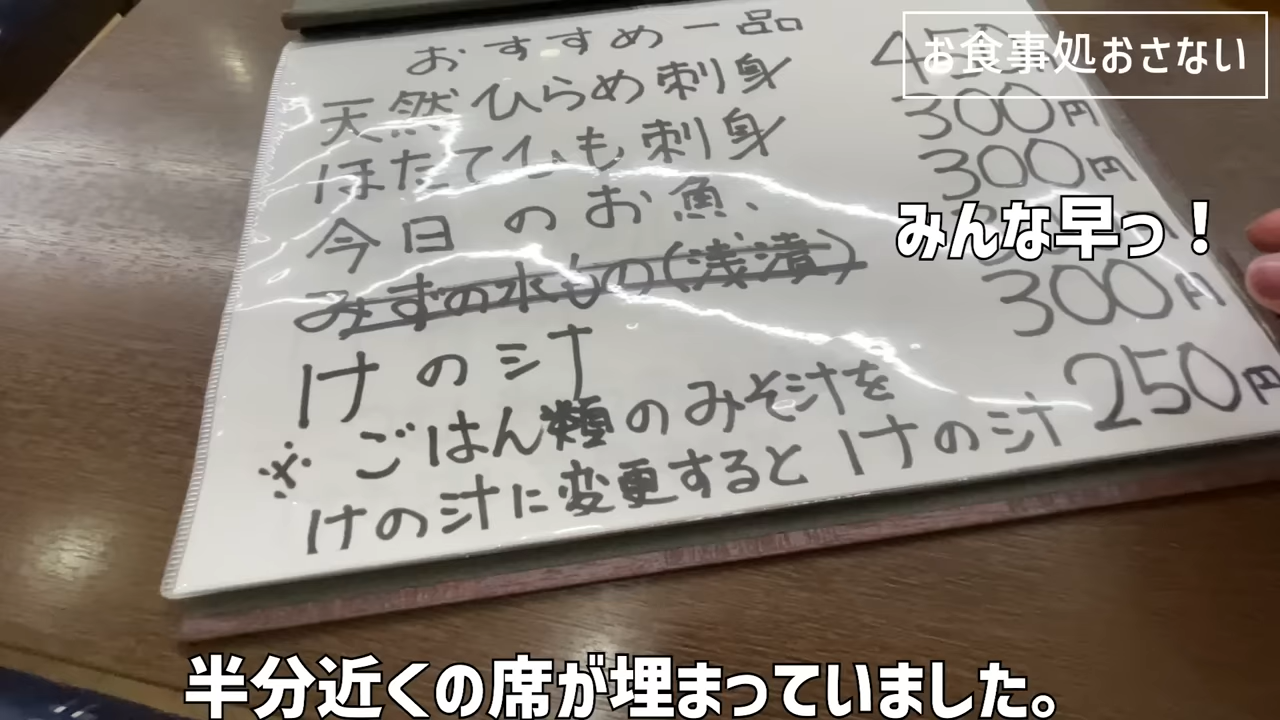 おすすめ一品
天然ひらめ刺身 450
ほたてひも刺身 300円
今日のお魚、 300円
みずの水もの(浅漬)
けの汁 300円
※ごはん類のみそ汁を
けの汁に変更すると けの汁 250円
お食事処おさない
みんな早っ！
半分近くの席が埋まっていました。